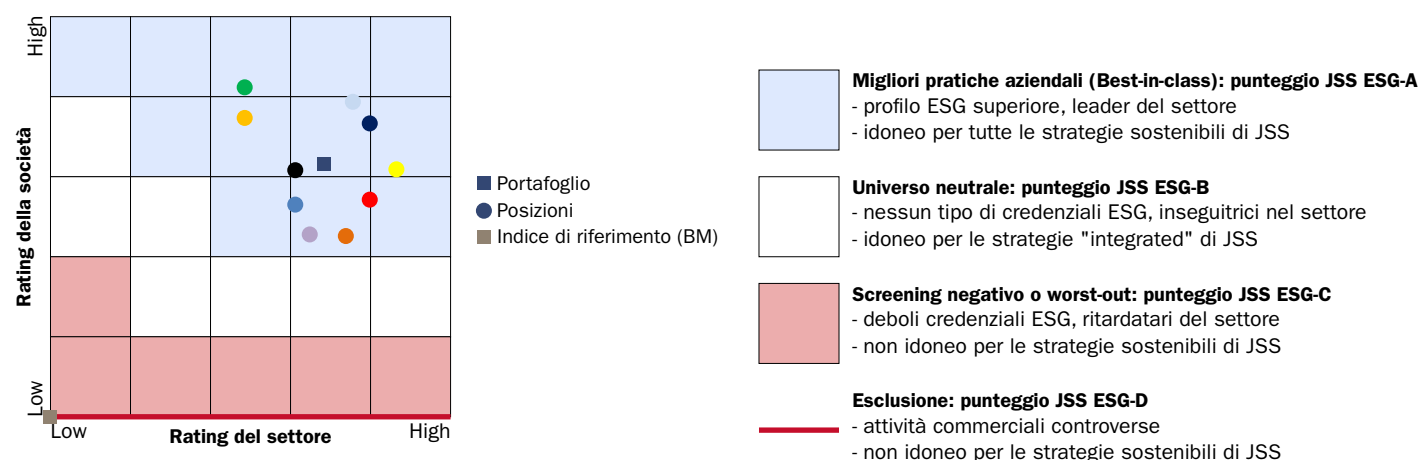 High
Rating della società
Low
Low
Rating del settore
High
Portafoglio
Posizioni
Indice di riferimento (BM)
Migliori pratiche aziendali (Best-in-class): punteggio JSS ESG-A
- profilo ESG superiore, leader del settore
- idoneo per tutte le strategie sostenibili di JSS
Universo neutrale: punteggio JSS ESG-B
- nessun tipo di credenziali ESG, inseguitrici nel settore
- idoneo per le strategie "integrated" di JSS
Screening negativo o worst-out: punteggio JSS ESG-C
- deboli credenziali ESG, ritardatari del settore
- non idoneo per le strategie sostenibili di JSS
Esclusione: punteggio JSS ESG-D
- attività commerciali controverse
- non idoneo per le strategie sostenibili di JSS